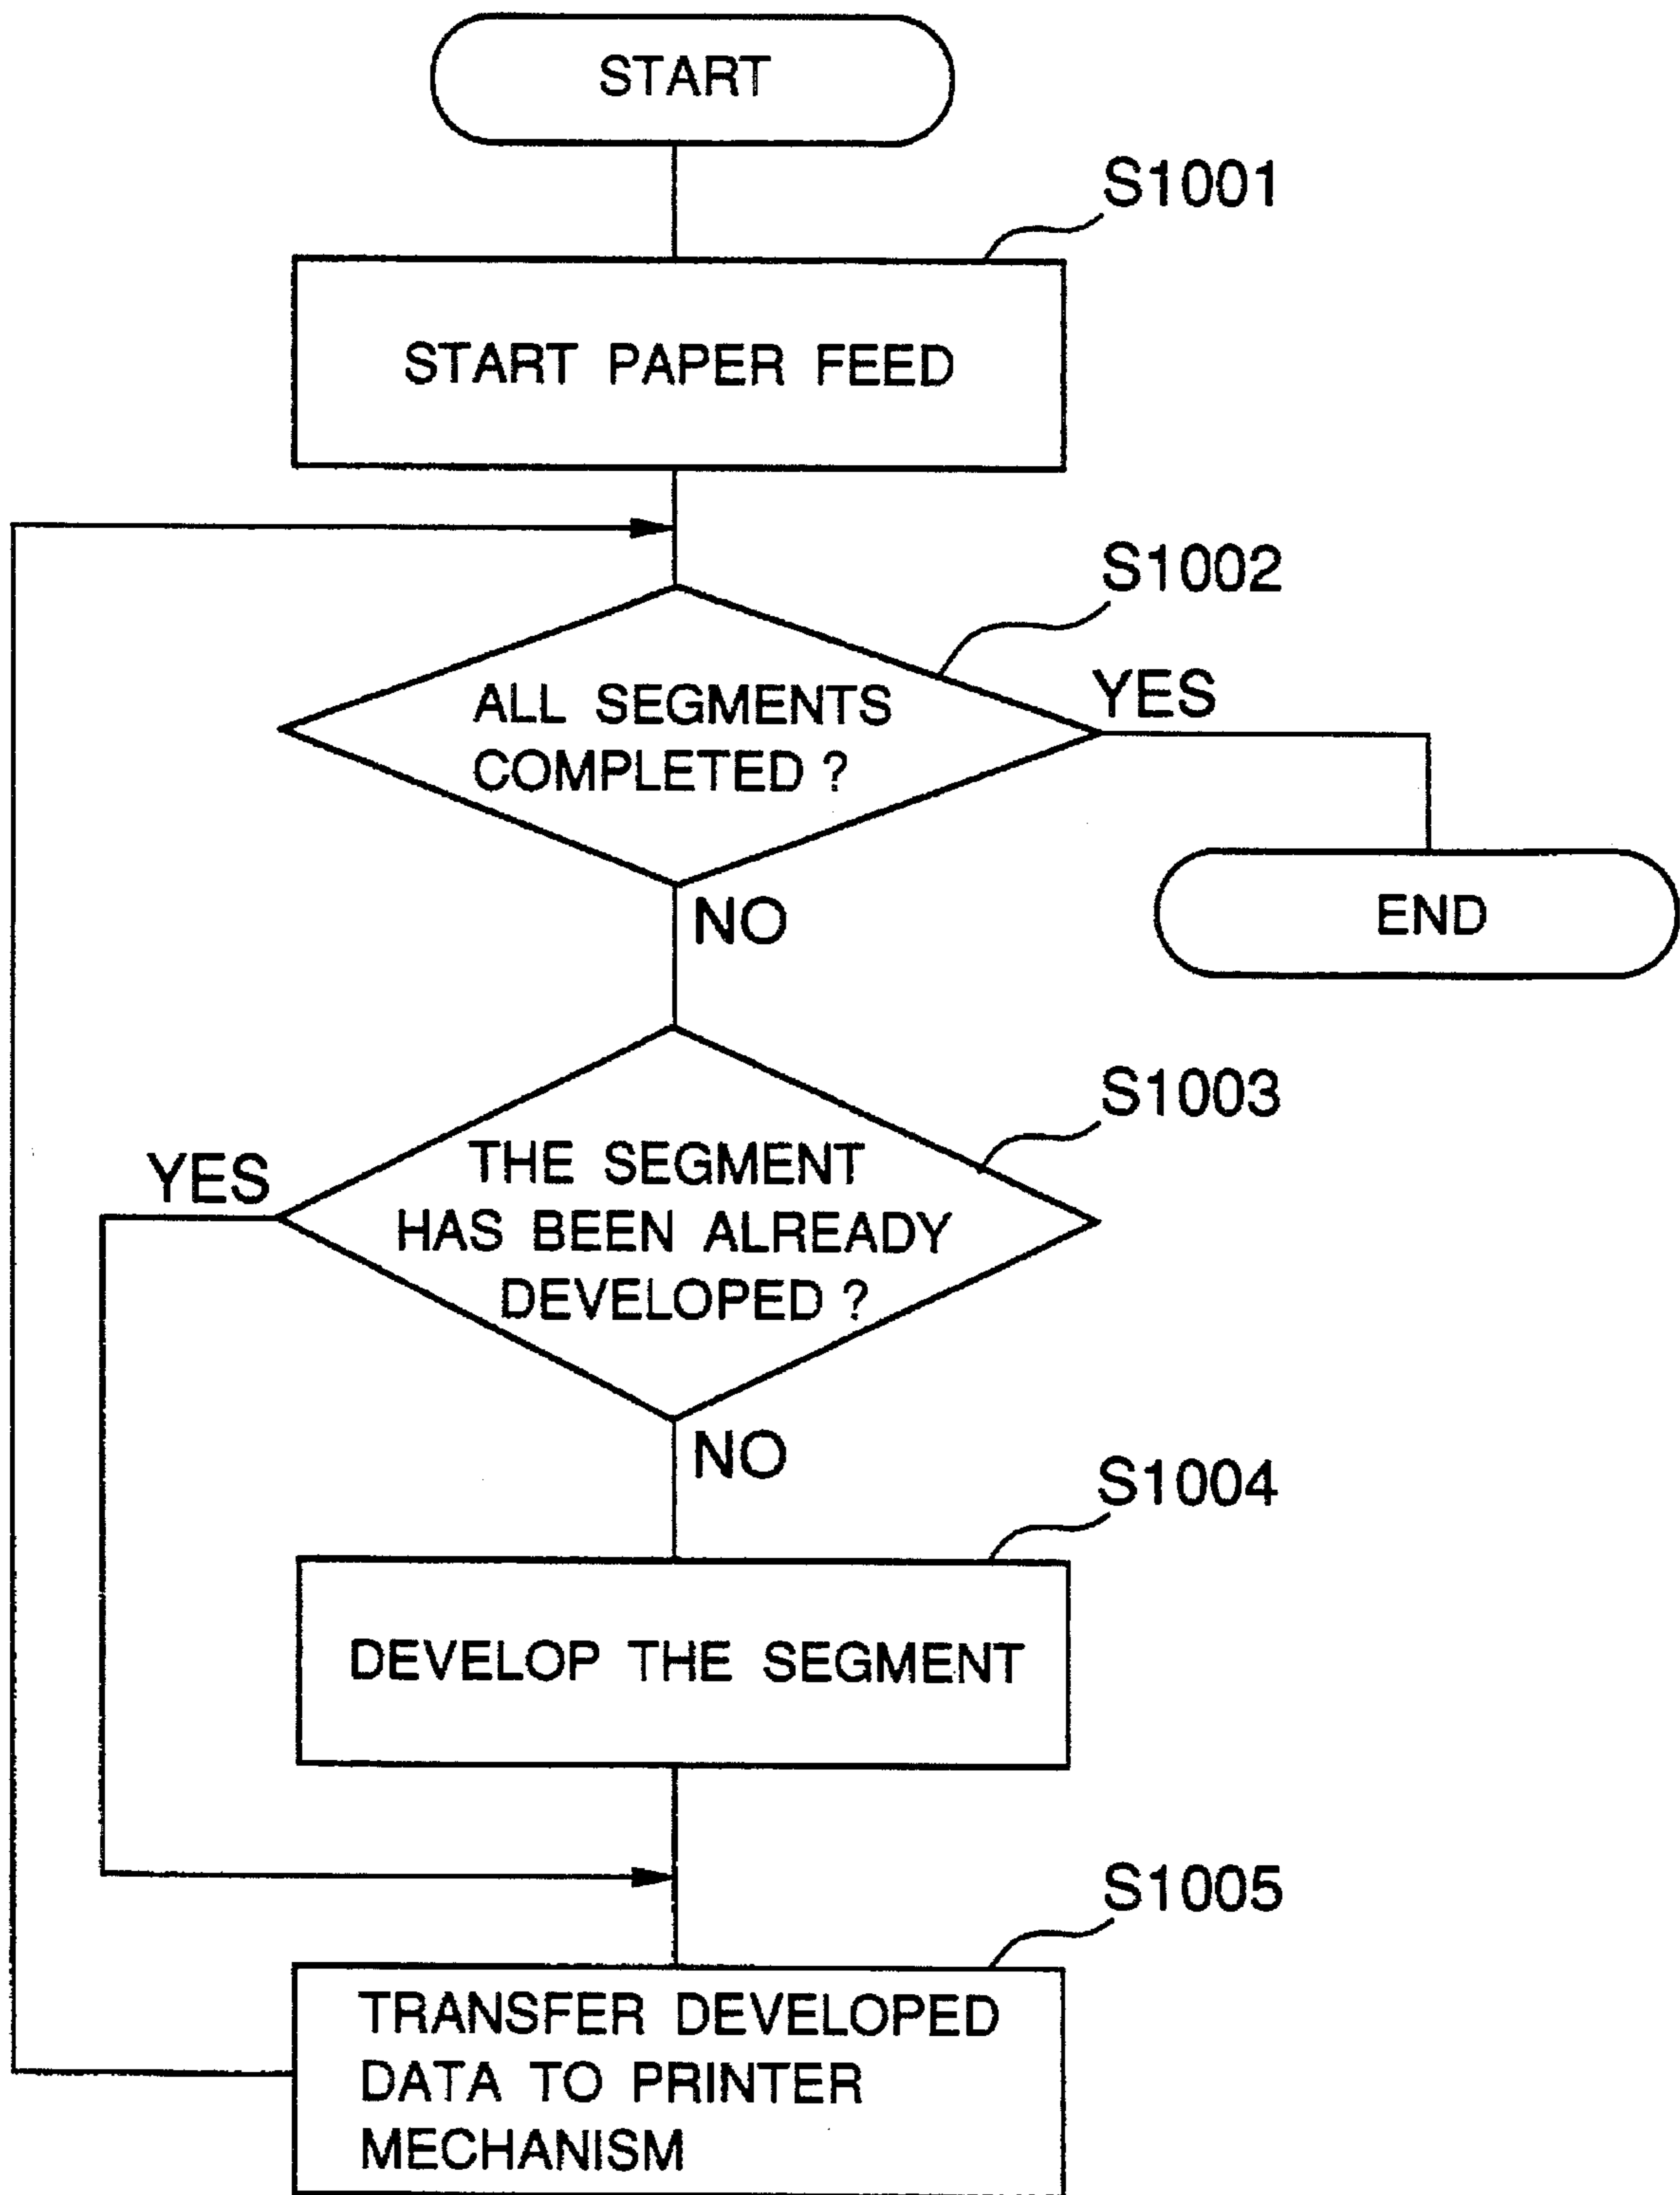 START
S1001
START PAPER FEED
S1002
ALL SEGMENTS
COMPLETED ?
YES
END
NO
S1003
THE SEGMENT
HAS BEEN ALREADY
DEVELOPED ?
YES
NO
S1004
DEVELOP THE SEGMENT
S1005
TRANSFER DEVELOPED
DATA TO PRINTER
MECHANISM